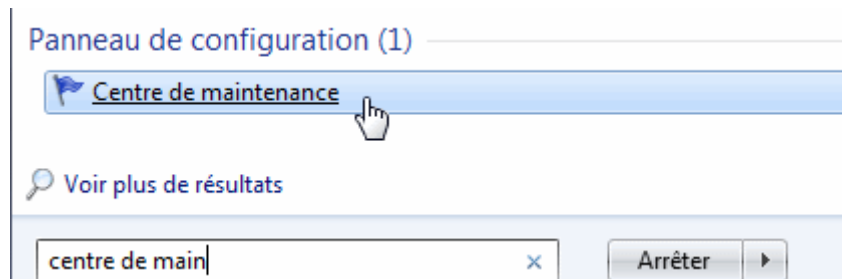 Panneau de configuration (1)
Centre de maintenance
Voir plus de résultats
centre de main
Arrêter